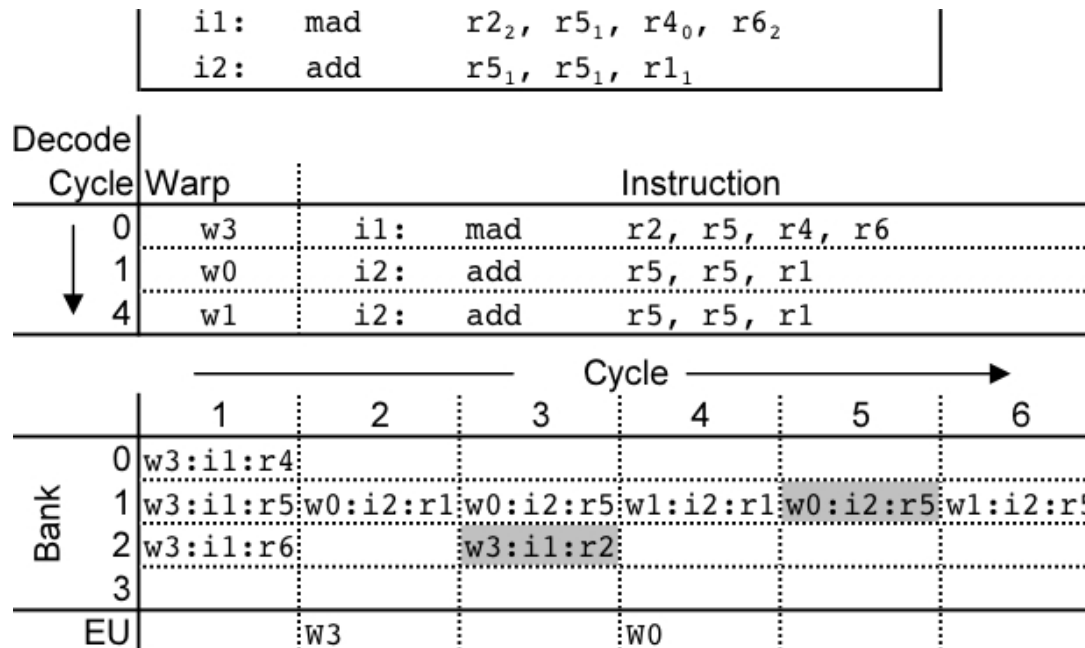 i1: mad r2₂, r5₁, r4₀, r6₂
i2: add r5₁, r5₁, r1₁
Decode
Cycle Warp Instruction
0 w3 i1: mad r2, r5, r4, r6
1 w0 i2: add r5, r5, r1
4 w1 i2: add r5, r5, r1
Cycle
1 2 3 4 5 6
Bank
0 w3:i1:r4
1 w3:i1:r5 w0:i2:r1 w0:i2:r5 w1:i2:r1 w0:i2:r5 w1:i2:r5
2 w3:i1:r6 w3:i1:r2
3
EU W3 W0